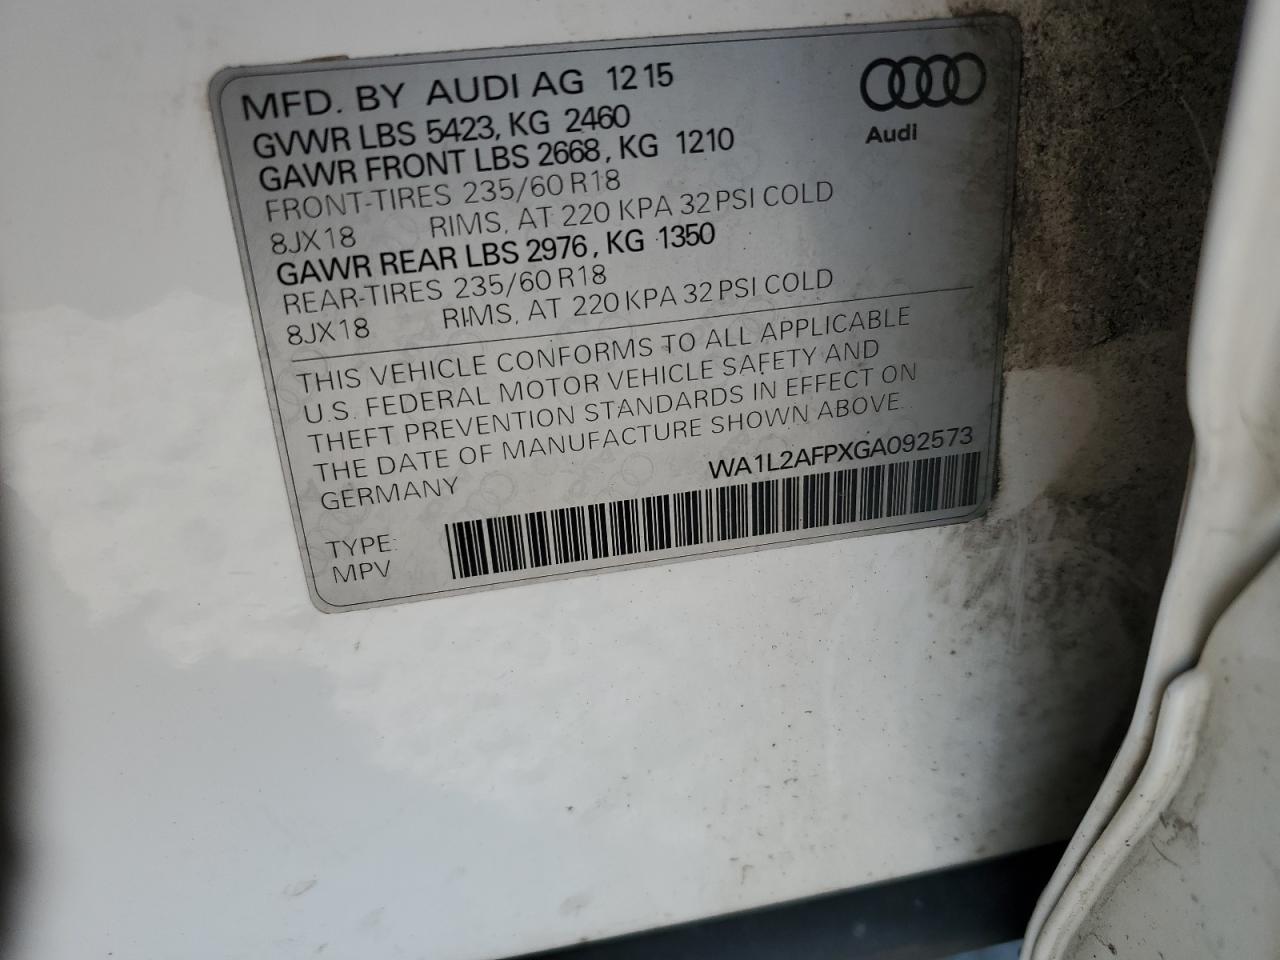 MFD. BY AUDI AG 12 15
Audi
GVWR LBS 5423, KG 2460
GAWR FRONT LBS 2668, KG 1210
FRONT-TIRES 235/60 R18
8JX18 RIMS, AT 220 KPA 32 PSI COLD
GAWR REAR LBS 2976, KG 1350
REAR-TIRES 235/60 R18
8JX18 RIMS, AT 220 KPA 32 PSI COLD
THIS VEHICLE CONFORMS TO ALL APPLICABLE
U.S. FEDERAL MOTOR VEHICLE SAFETY AND
THEFT PREVENTION STANDARDS IN EFFECT ON
THE DATE OF MANUFACTURE SHOWN ABOVE.
GERMANY WA1L2AFPXGA092573
TYPE:
MPV